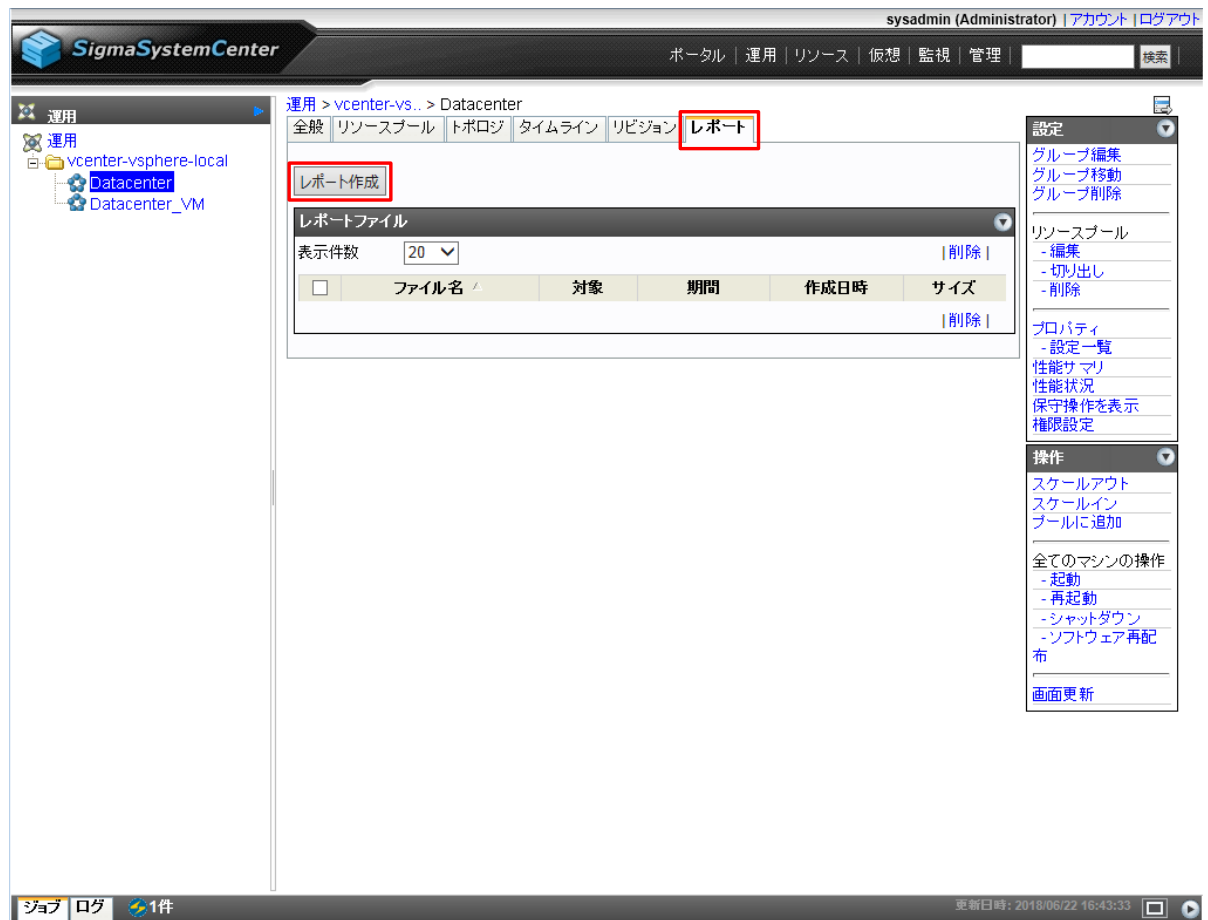 sysadmin (Administrator) | アカウント | ログアウト
SigmaSystemCenter
ポータル | 運用 | リソース | 仮想 | 監視 | 管理 |
検索 |
運用
運用
vcenter-vsphere-local
Datacenter
Datacenter_VM
運用 > vcenter-vs.. > Datacenter
全般 リソースプール トポロジ タイムライン リビジョン レポート
レポート作成
レポートファイル
表示件数 20 | 削除 |
ファイル名 対象 期間 作成日時 サイズ
| 削除 |
設定
グループ編集
グループ移動
グループ削除
リソースプール
- 編集
- 切り出し
- 削除
プロパティ
- 設定一覧
性能サマリ
性能状況
保守操作を表示
権限設定
操作
スケールアウト
スケールイン
プールに追加
全てのマシンの操作
- 起動
- 再起動
- シャットダウン
- ソフトウェア再配
布
画面更新
ジョブ ログ 1件
更新日時: 2018/06/22 16:43:33